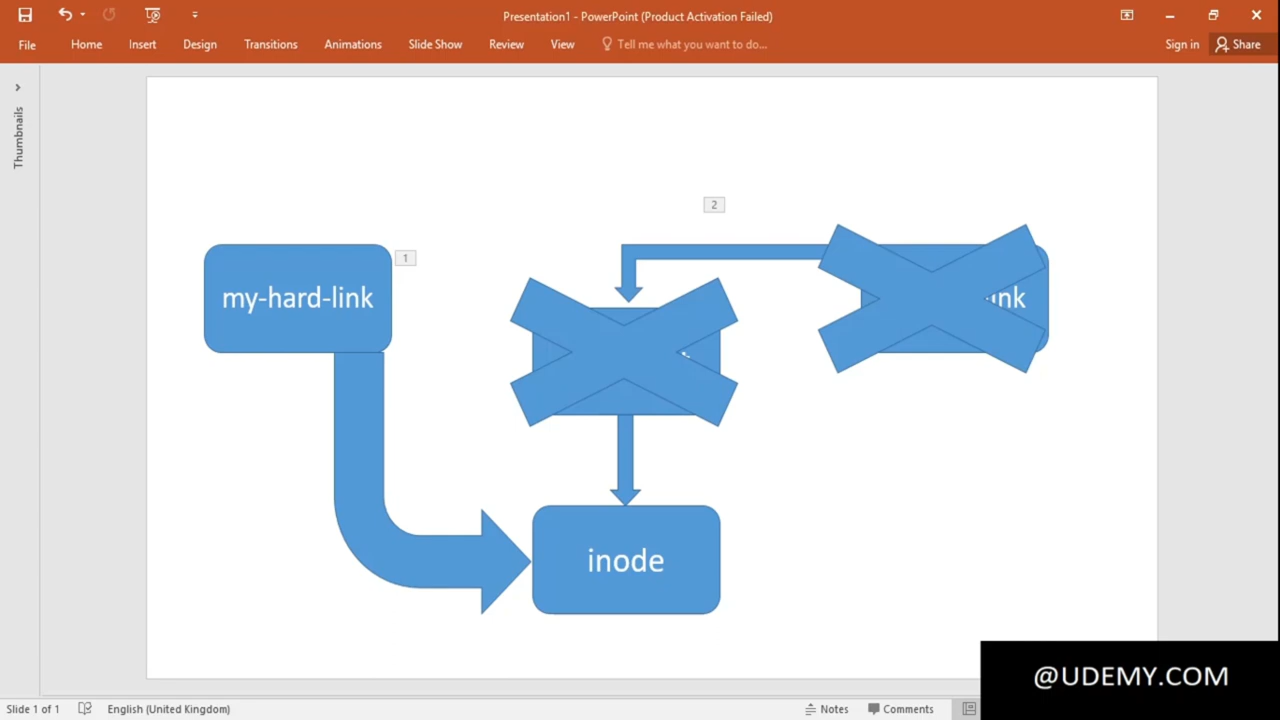 Presentation1 - PowerPoint (Product Activation Failed)
File Home Insert Design Transitions Animations Slide Show Review View Tell me what you want to do... Sign in Share
Thumbnails
2
1
my-hard-link
inode
@UDEMY.COM
Slide 1 of 1 English (United Kingdom) Notes Comments